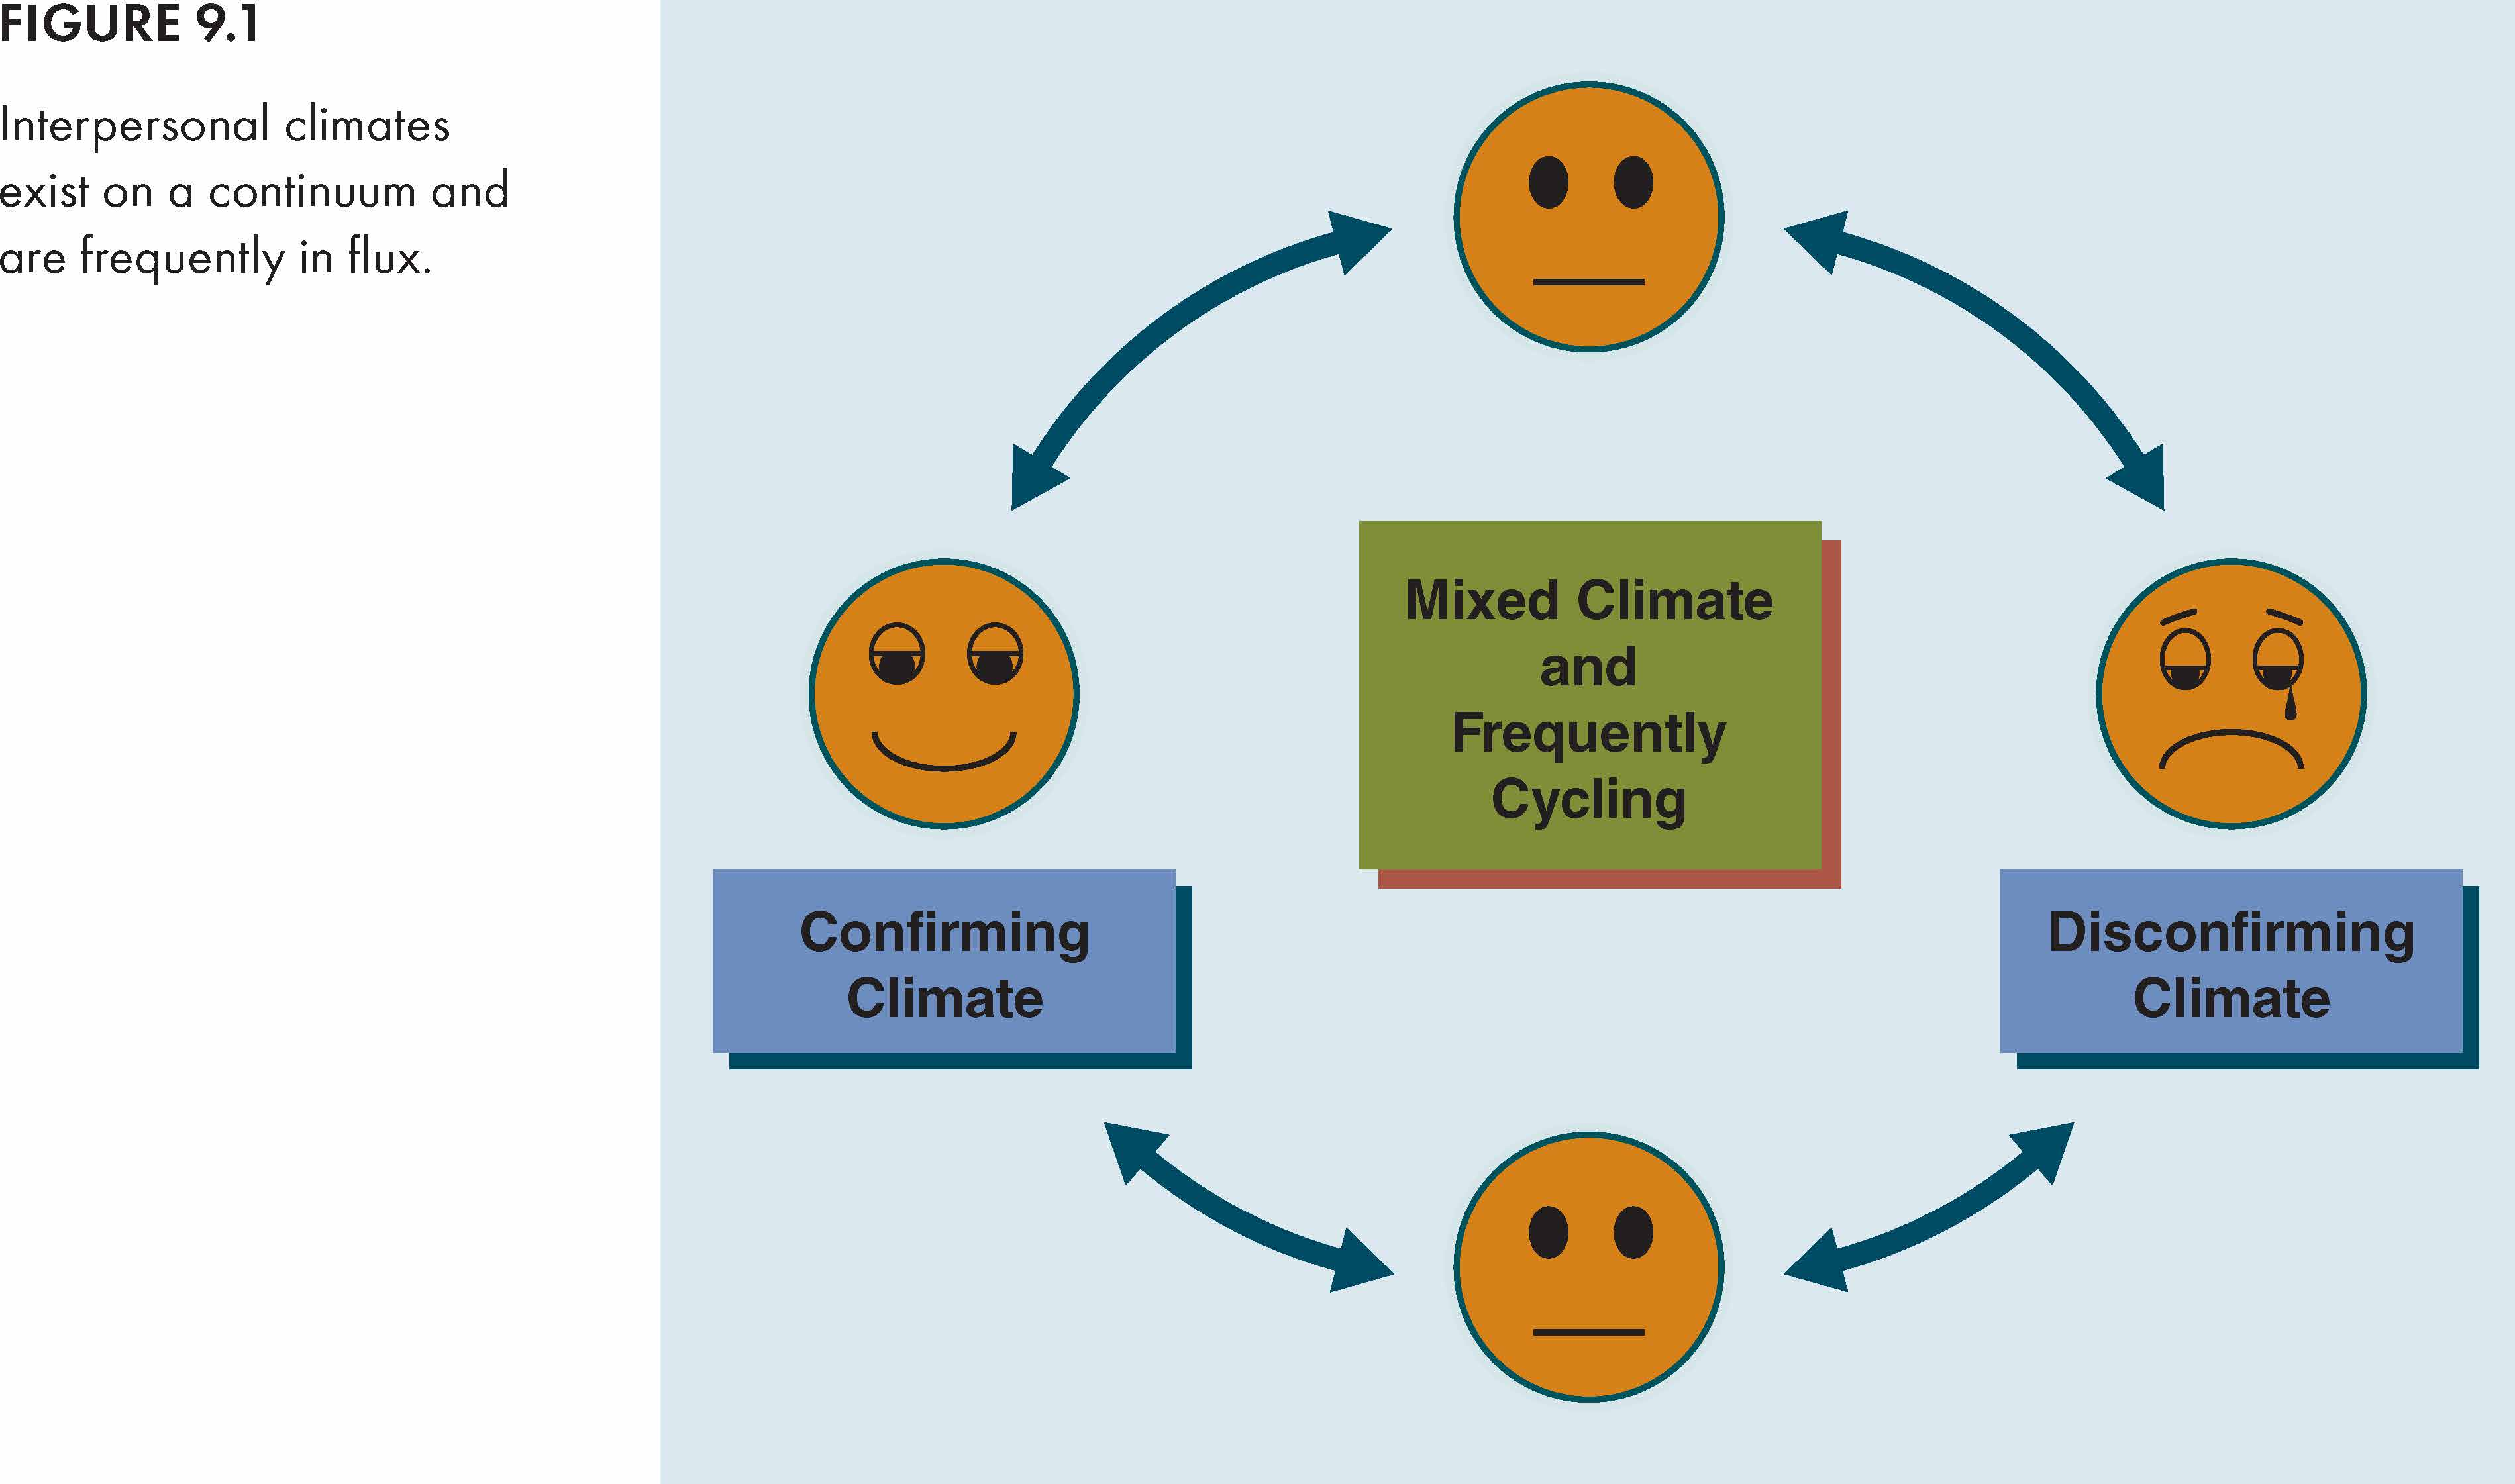 FIGURE 9.1
Interpersonal climates
exist on a continuum and
are frequently in flux.
Mixed Climate
and
Frequently
Cycling
Confirming
Climate
Disconfirming
Climate